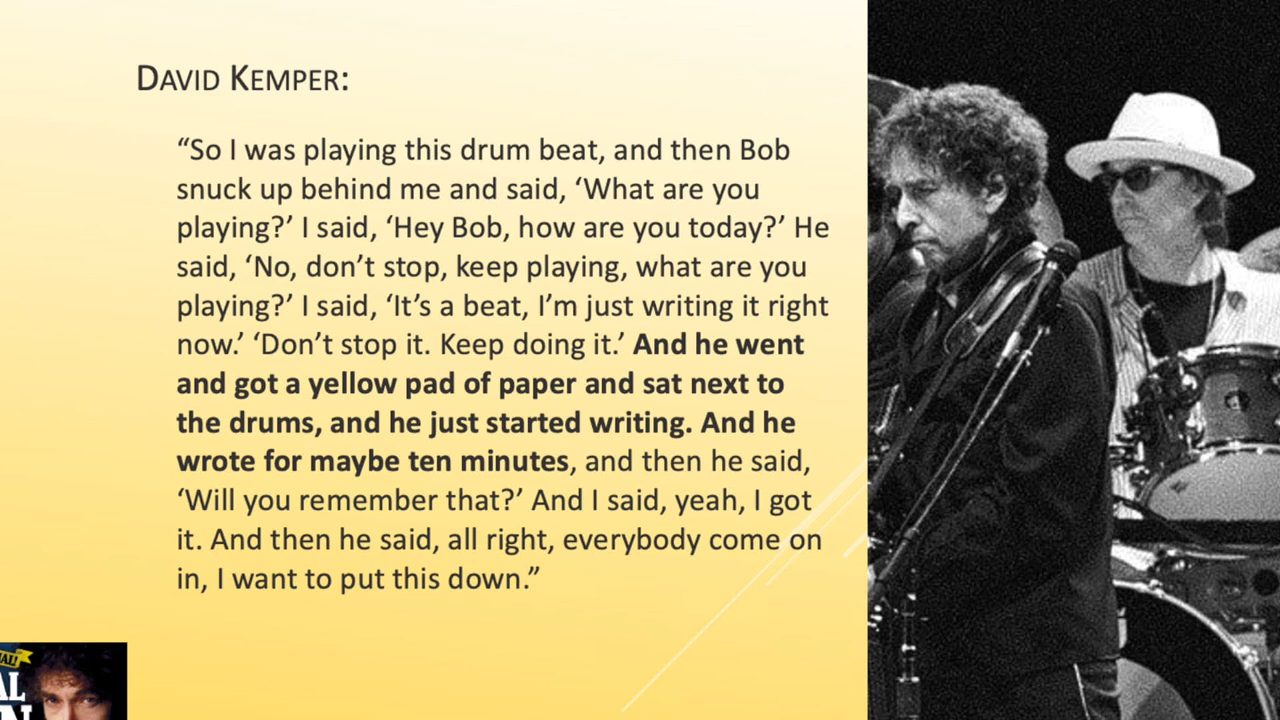 DAVID KEMPER:
“So I was playing this drum beat, and then Bob
snuck up behind me and said, ‘What are you
playing?’ I said, ‘Hey Bob, how are you today?’ He
said, ‘No, don’t stop, keep playing, what are you
playing?’ I said, ‘It’s a beat, I’m just writing it right
now.’ ‘Don’t stop it. Keep doing it.’ And he went
and got a yellow pad of paper and sat next to
the drums, and he just started writing. And he
wrote for maybe ten minutes, and then he said,
‘Will you remember that?’ And I said, yeah, I got
it. And then he said, all right, everybody come on
in, I want to put this down.”